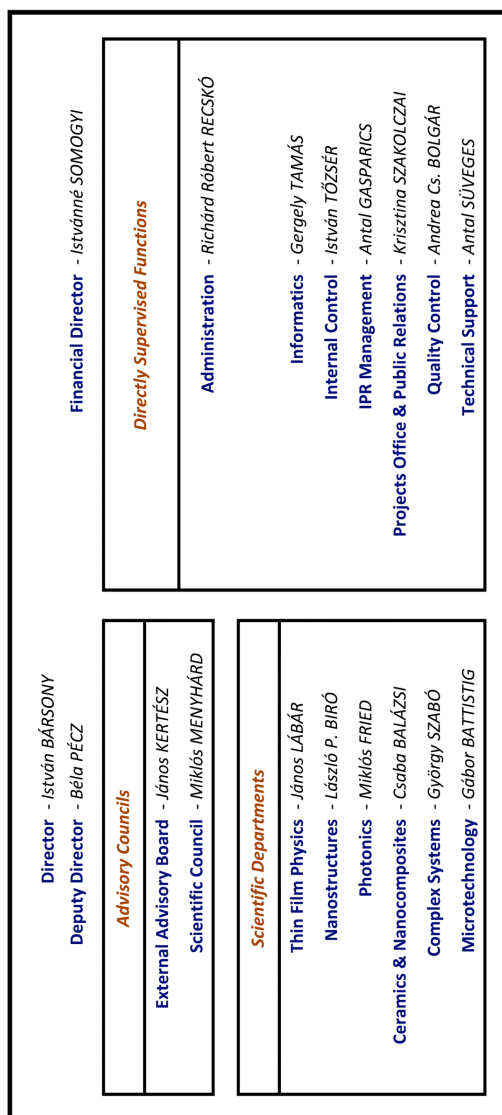 Director - István BÁRSONY
Deputy Director - Béla PÉCZ
Financial Director - Istvánné SOMOGYI
Advisory Councils
External Advisory Board - János KERTÉSZ
Scientific Council - Miklós MENYHÁRD
Scientific Departments
Thin Film Physics - János LÁBÁR
Nanostructures - László P. BIRÓ
Photonics - Miklós FRIED
Ceramics & Nanocomposites - Csaba BALÁZSI
Complex Systems - György SZABÓ
Microtechnology - Gábor BATTISTIG
Directly Supervised Functions
Administration - Richárd Róbert RECSKÓ
Informatics - Gergely TAMÁS
Internal Control - István TŐZSÉR
IPR Management - Antal GASPARICS
Projects Office & Public Relations - Krisztina SZAKOLCZAI
Quality Control - Andrea Cs. BOLGÁR
Technical Support - Antal SÜVEGES